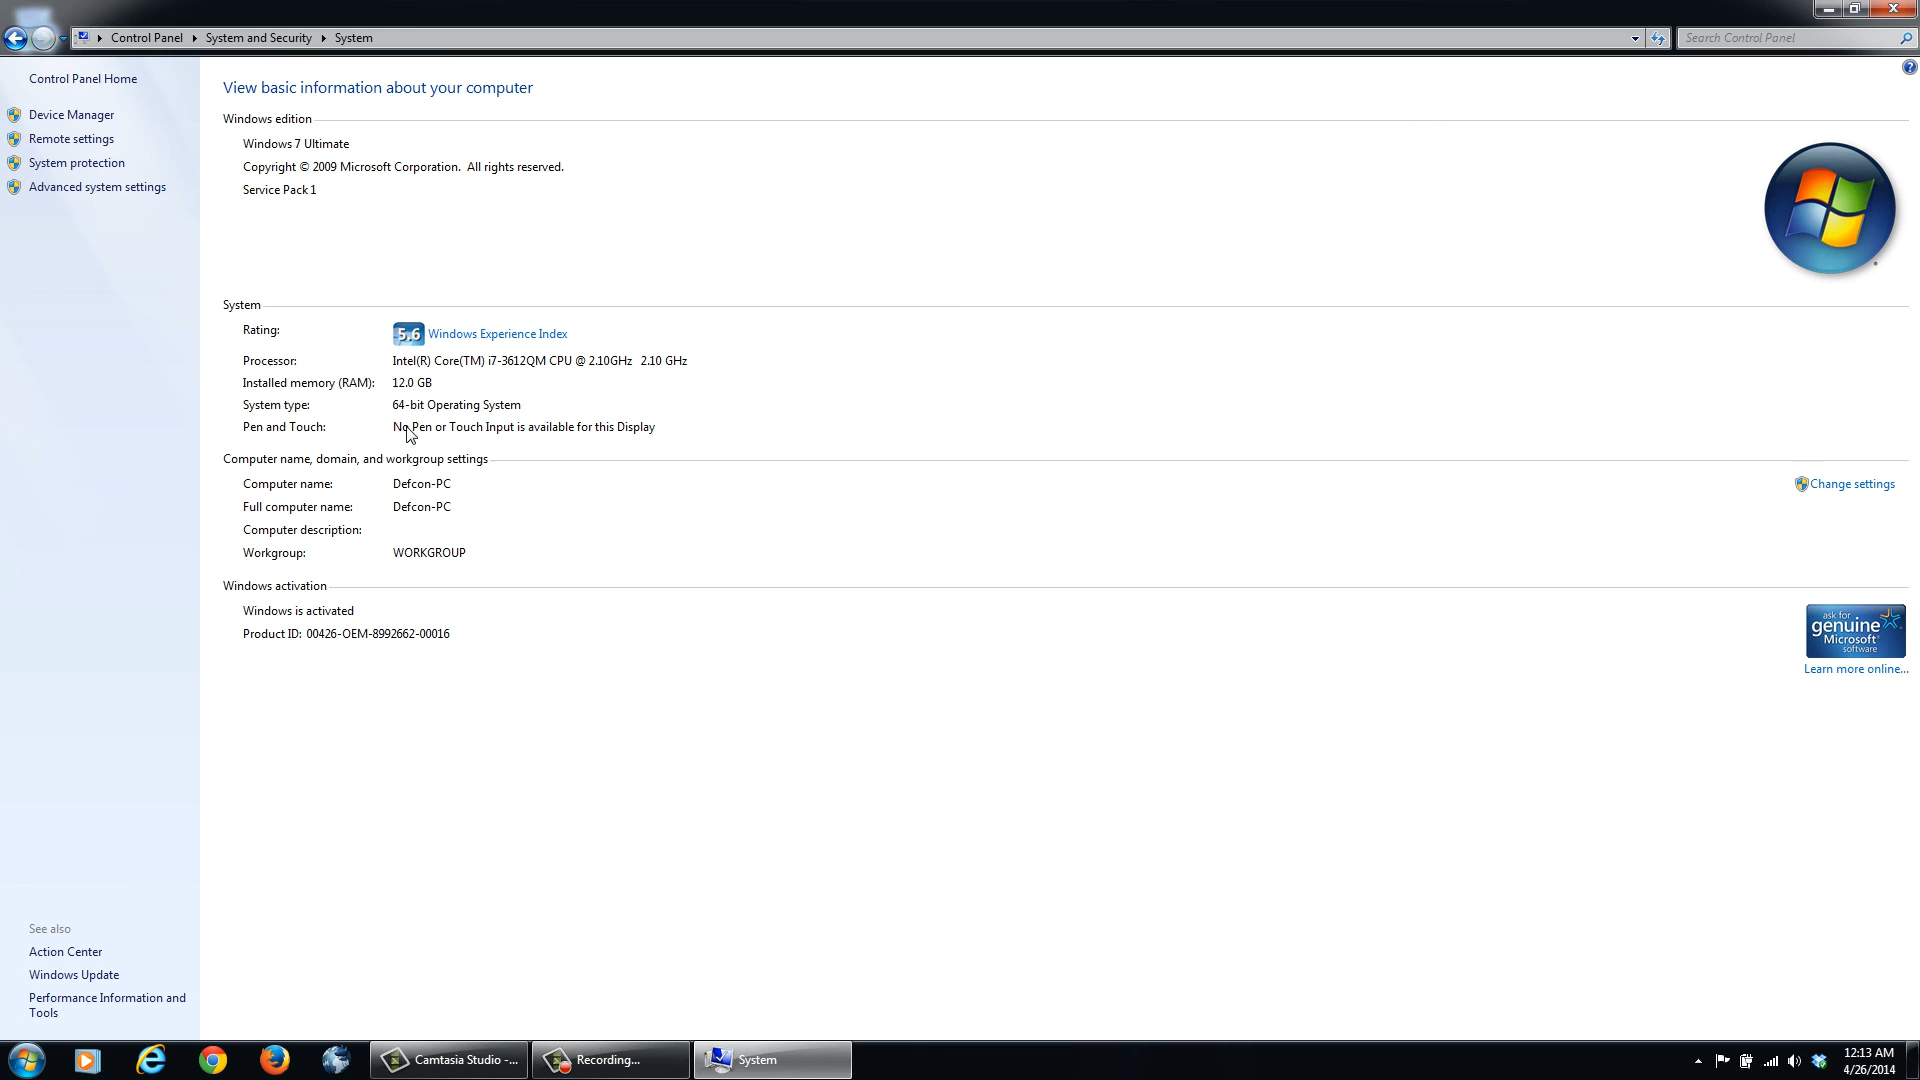 Control Panel ▸ System and Security ▸ System
Search Control Panel
Control Panel Home
Device Manager
Remote settings
System protection
Advanced system settings
View basic information about your computer
Windows edition
Windows 7 Ultimate
Copyright © 2009 Microsoft Corporation.  All rights reserved.
Service Pack 1
System
Rating: 5.6 Windows Experience Index
Processor: Intel(R) Core(TM) i7-3612QM CPU @ 2.10GHz   2.10 GHz
Installed memory (RAM): 12.0 GB
System type: 64-bit Operating System
Pen and Touch: No Pen or Touch Input is available for this Display
Computer name, domain, and workgroup settings
Computer name: Defcon-PC
Change settings
Full computer name: Defcon-PC
Computer description:
Workgroup: WORKGROUP
Windows activation
Windows is activated
Product ID: 00426-OEM-8992662-00016
ask for
genuine
Microsoft
software
Learn more online...
See also
Action Center
Windows Update
Performance Information and
Tools
Camtasia Studio -...
Recording...
System
12:13 AM
4/26/2014